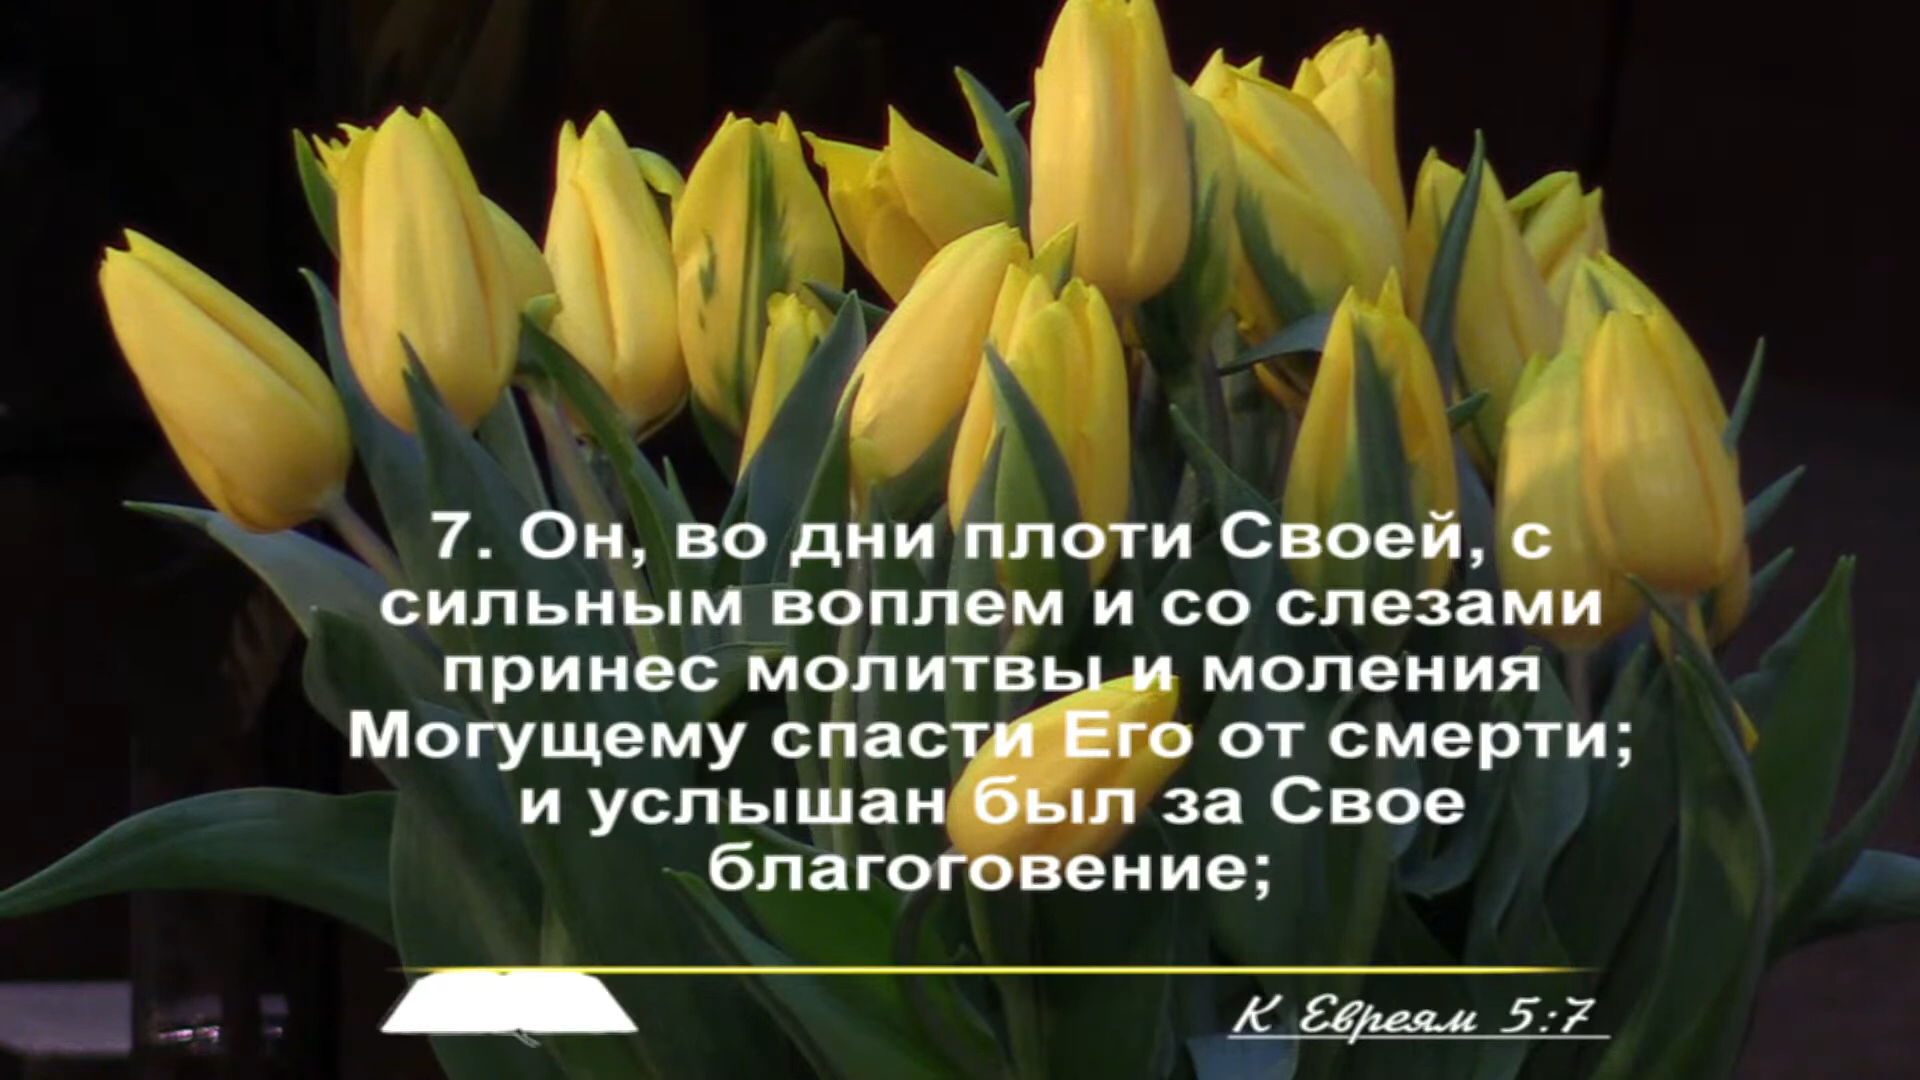 7. Он, во дни плоти Своей, с
сильным воплем и со слезами
принес молитвы и моления
Могущему спасти Его от смерти;
и услышан был за Свое
благоговение;
К Евреям 5:7